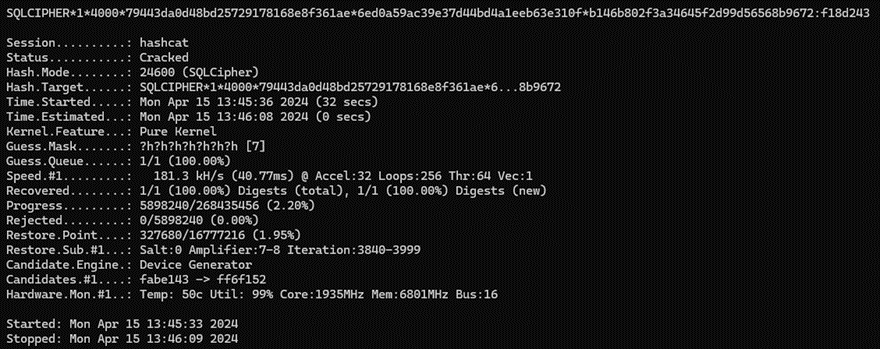 SQLCIPHER*1*4000*79443da0d48bd25729178168e8f361ae*6ed0a59ac39e37d44bd4a1eeb63e310f*b146b802f3a34645f2d99d56568b9672:f18d243
Session..........: hashcat
Status...........: Cracked
Hash.Mode........: 24600 (SQLCipher)
Hash.Target......: SQLCIPHER*1*4000*79443da0d48bd25729178168e8f361ae*6...8b9672
Time.Started.....: Mon Apr 15 13:45:36 2024 (32 secs)
Time.Estimated...: Mon Apr 15 13:46:08 2024 (0 secs)
Kernel.Feature...: Pure Kernel
Guess.Mask.......: ?h?h?h?h?h?h?h [7]
Guess.Queue......: 1/1 (100.00%)
Speed.#1.........:   181.3 kH/s (40.77ms) @ Accel:32 Loops:256 Thr:64 Vec:1
Recovered........: 1/1 (100.00%) Digests (total), 1/1 (100.00%) Digests (new)
Progress.........: 5898240/268435456 (2.20%)
Rejected.........: 0/5898240 (0.00%)
Restore.Point....: 327680/16777216 (1.95%)
Restore.Sub.#1...: Salt:0 Amplifier:7-8 Iteration:3840-3999
Candidate.Engine.: Device Generator
Candidates.#1....: fabe143 -> ff6f152
Hardware.Mon.#1..: Temp: 50c Util: 99% Core:1935MHz Mem:6801MHz Bus:16
Started: Mon Apr 15 13:45:33 2024
Stopped: Mon Apr 15 13:46:09 2024